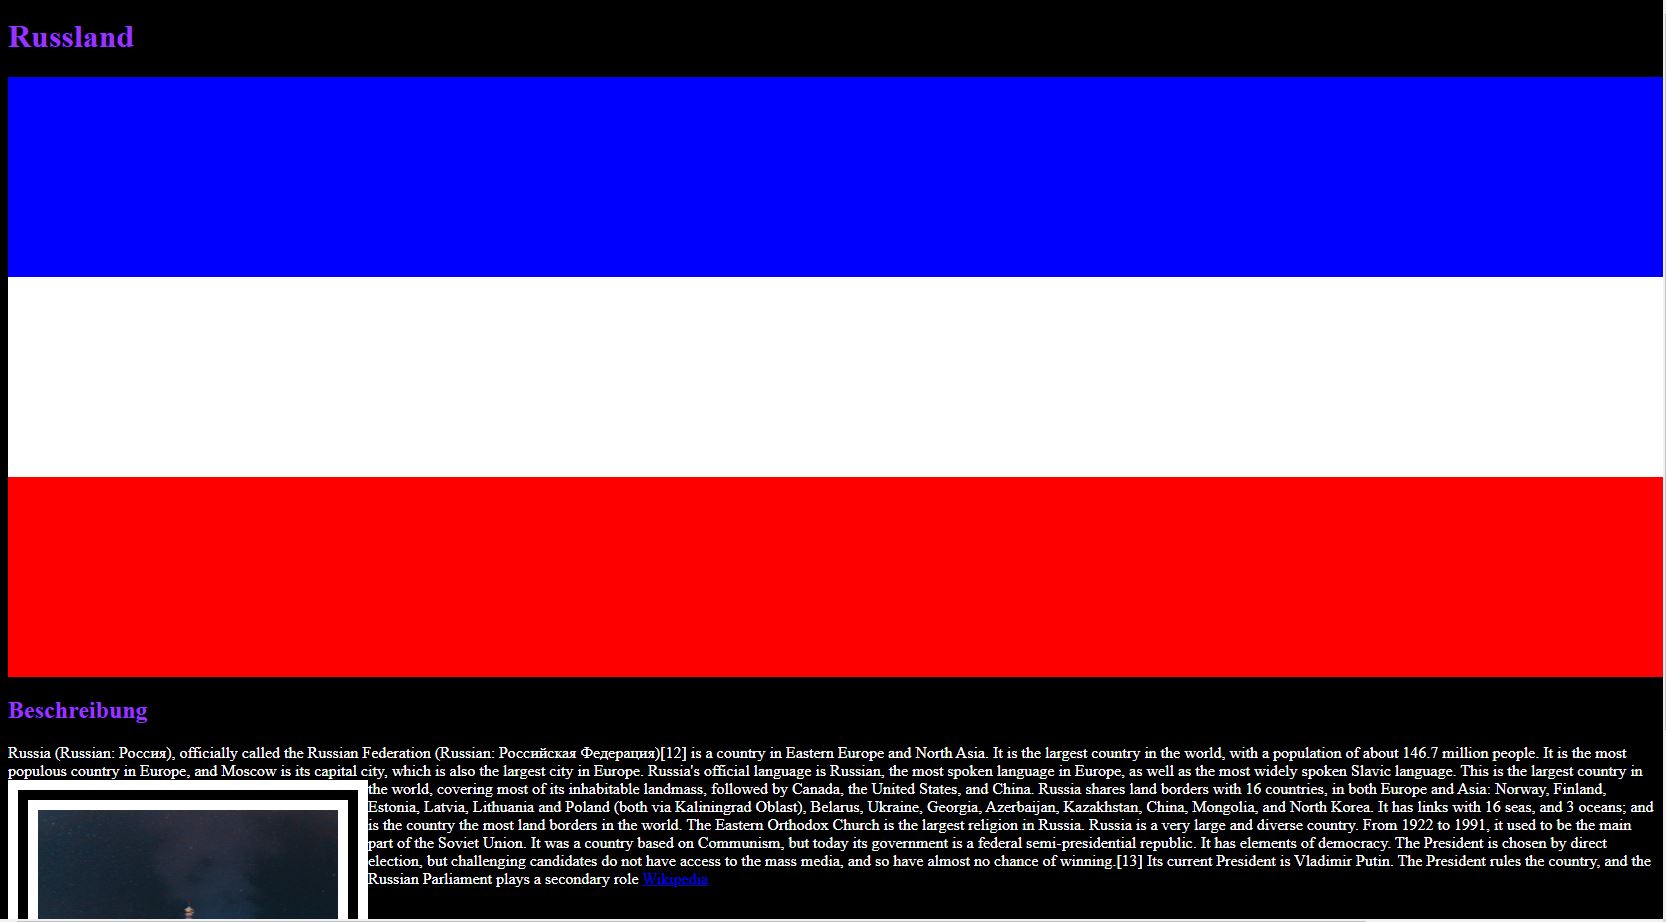 Russland
Beschreibung
Russia (Russian: Россия), officially called the Russian Federation (Russian: Российская Федерация)[12] is a country in Eastern Europe and North Asia. It is the largest country in the world, with a population of about 146.7 million people. It is the most
populous country in Europe, and Moscow is its capital city, which is also the largest city in Europe. Russia's official language is Russian, the most spoken language in Europe, as well as the most widely spoken Slavic language. This is the largest country in
the world, covering most of its inhabitable landmass, followed by Canada, the United States, and China. Russia shares land borders with 16 countries, in both Europe and Asia: Norway, Finland,
Estonia, Latvia, Lithuania and Poland (both via Kaliningrad Oblast), Belarus, Ukraine, Georgia, Azerbaijan, Kazakhstan, China, Mongolia, and North Korea. It has links with 16 seas, and 3 oceans; and
is the country the most land borders in the world. The Eastern Orthodox Church is the largest religion in Russia. Russia is a very large and diverse country. From 1922 to 1991, it used to be the main
part of the Soviet Union. It was a country based on Communism, but today its government is a federal semi-presidential republic. It has elements of democracy. The President is chosen by direct
election, but challenging candidates do not have access to the mass media, and so have almost no chance of winning.[13] Its current President is Vladimir Putin. The President rules the country, and the
Russian Parliament plays a secondary role Wikipedia